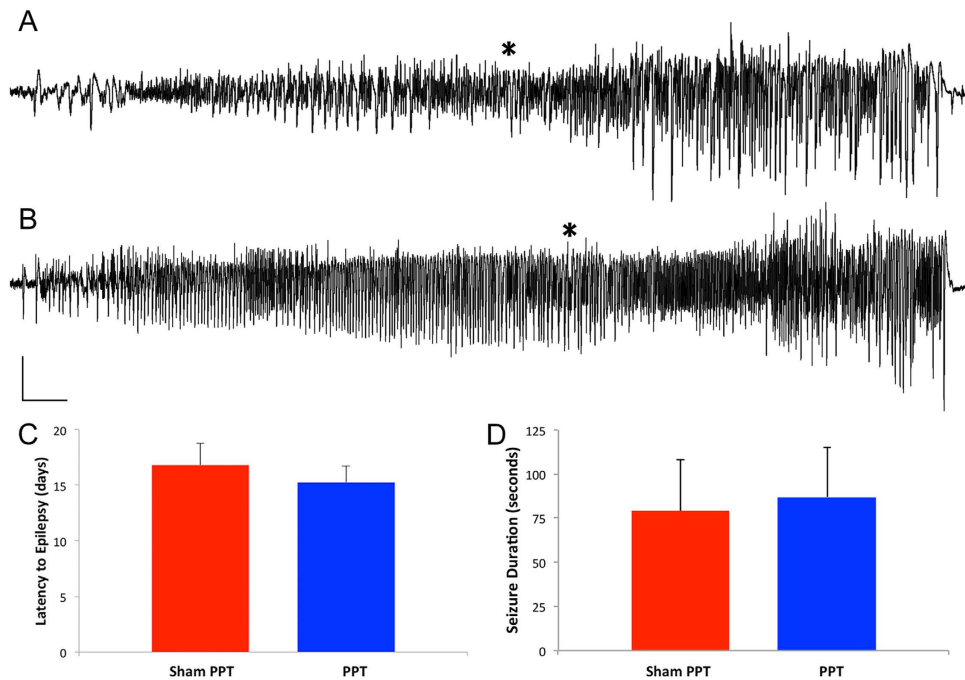 A
*
B
*
C
20
15
10
5
0
Latency to Epilepsy (days)
Sham PPT
PPT
D
125
100
75
50
25
0
Seizure Duration (seconds)
Sham PPT
PPT